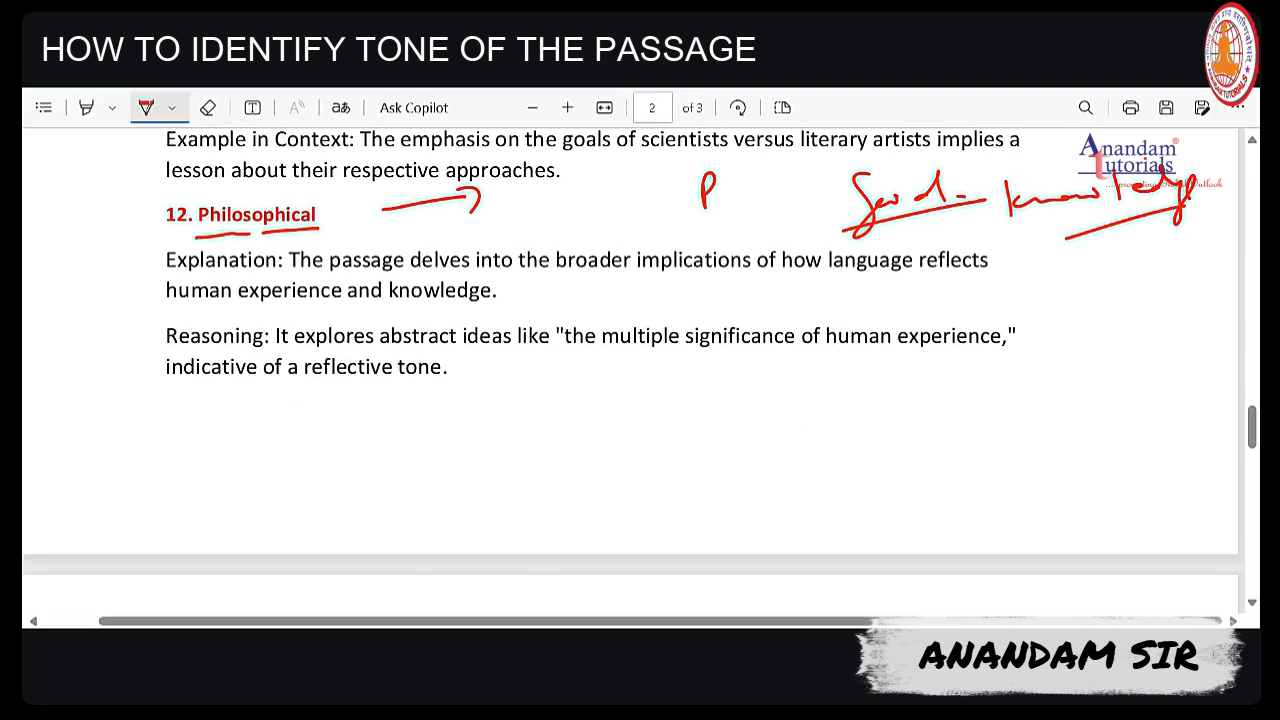 HOW TO IDENTIFY TONE OF THE PASSAGE
Ask Copilot
2 of 3
Example in Context: The emphasis on the goals of scientists versus literary artists implies a
lesson about their respective approaches.
Anandam
Tutorials
12. Philosophical
P
knowledge
Explanation: The passage delves into the broader implications of how language reflects
human experience and knowledge.
Reasoning: It explores abstract ideas like "the multiple significance of human experience,"
indicative of a reflective tone.
ANANDAM SIR